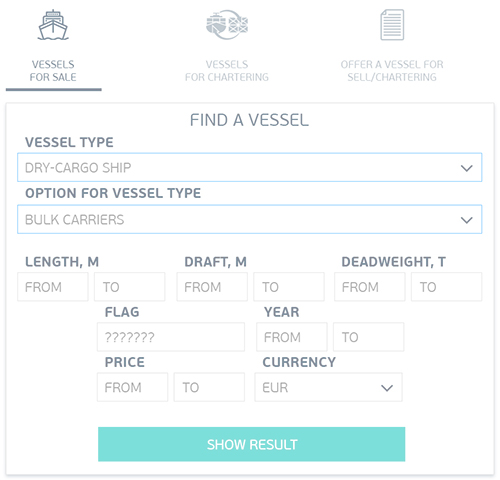 VESSELS
FOR SALE
VESSELS
FOR CHARTERING
OFFER A VESSEL FOR
SELL/CHARTERING
FIND A VESSEL
VESSEL TYPE
DRY-CARGO SHIP
OPTION FOR VESSEL TYPE
BULK CARRIERS
LENGTH, M DRAFT, M DEADWEIGHT, T
FROM TO FROM TO FROM TO
FLAG YEAR
??????? FROM TO
PRICE CURRENCY
FROM TO EUR
SHOW RESULT